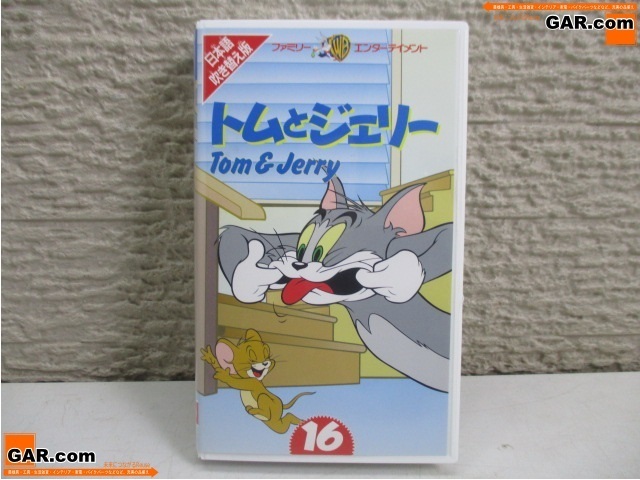 GAR.com
日本語
吹き替え版
ファミリー WB エンターテイメント
トムとジェリー
Tom & Jerry
16
GAR.com